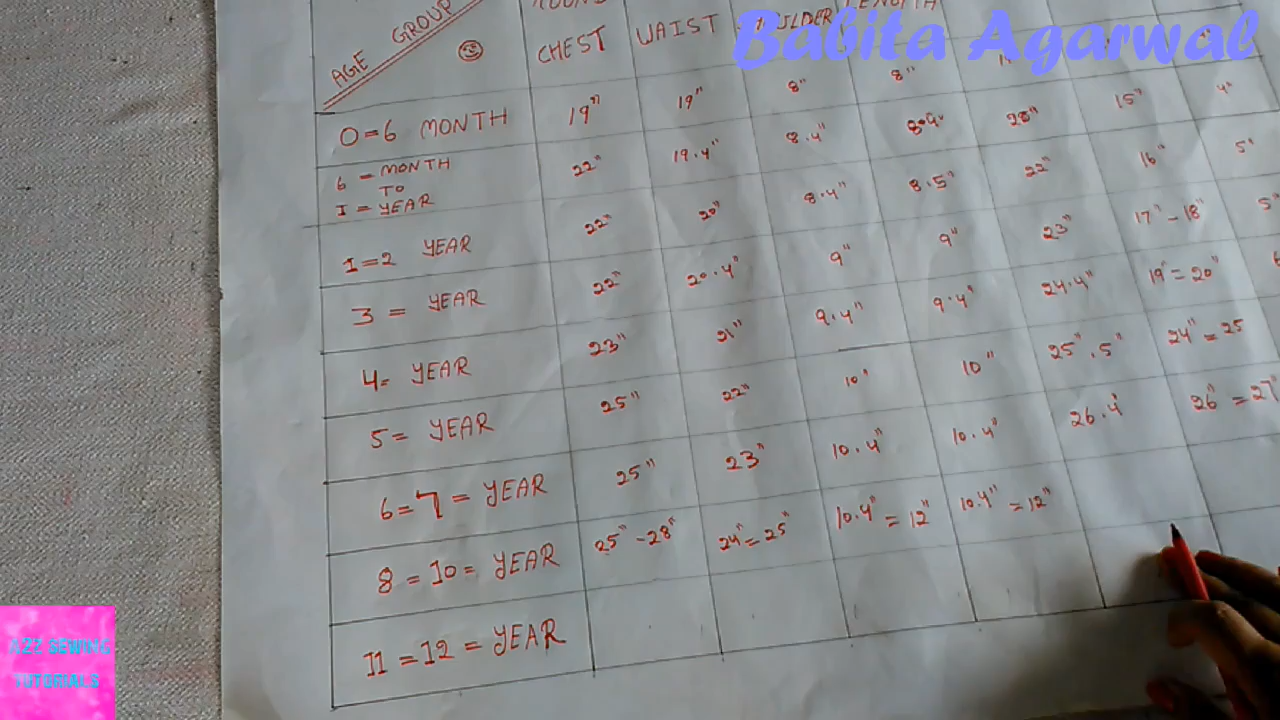 AGE GROUP
CHEST WAIST LENGTH
Babita Agarwal
0=6 MONTH 19" 19" 8" 8"
6 = MONTH TO 1 = YEAR 22" 19.4" 8.4" 20" 15" 4"
1=2 YEAR 22" 20" 8.4" 8.5" 22" 16" 5"
3 = YEAR 22" 20.4" 9" 9" 23" 17"-18" 5"
4= YEAR 23" 21" 9.4" 9.4" 24.4" 19"=20"
5= YEAR 25" 22" 10" 10" 25".5" 24"=25
6=7= YEAR 25" 23" 10.4" 10.4" 26.4" 26"=27"
8=10= YEAR 25"-28" 24"=25" 10.4"=12" 10.4"=12"
11=12= YEAR
A2Z SEWING
TUTORIALS